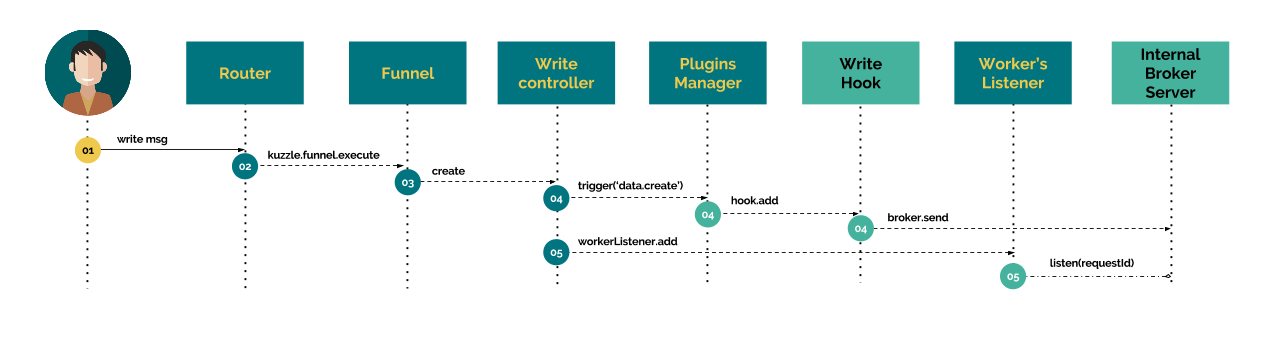 Router
Funnel
Write
controller
Plugins
Manager
Write
Hook
Worker's
Listener
Internal
Broker
Server
01
write msg
02
kuzzle.funnel.execute
03
create
04
trigger('data.create')
04
hook.add
04
broker.send
05
workerListener.add
05
listen(requestId)